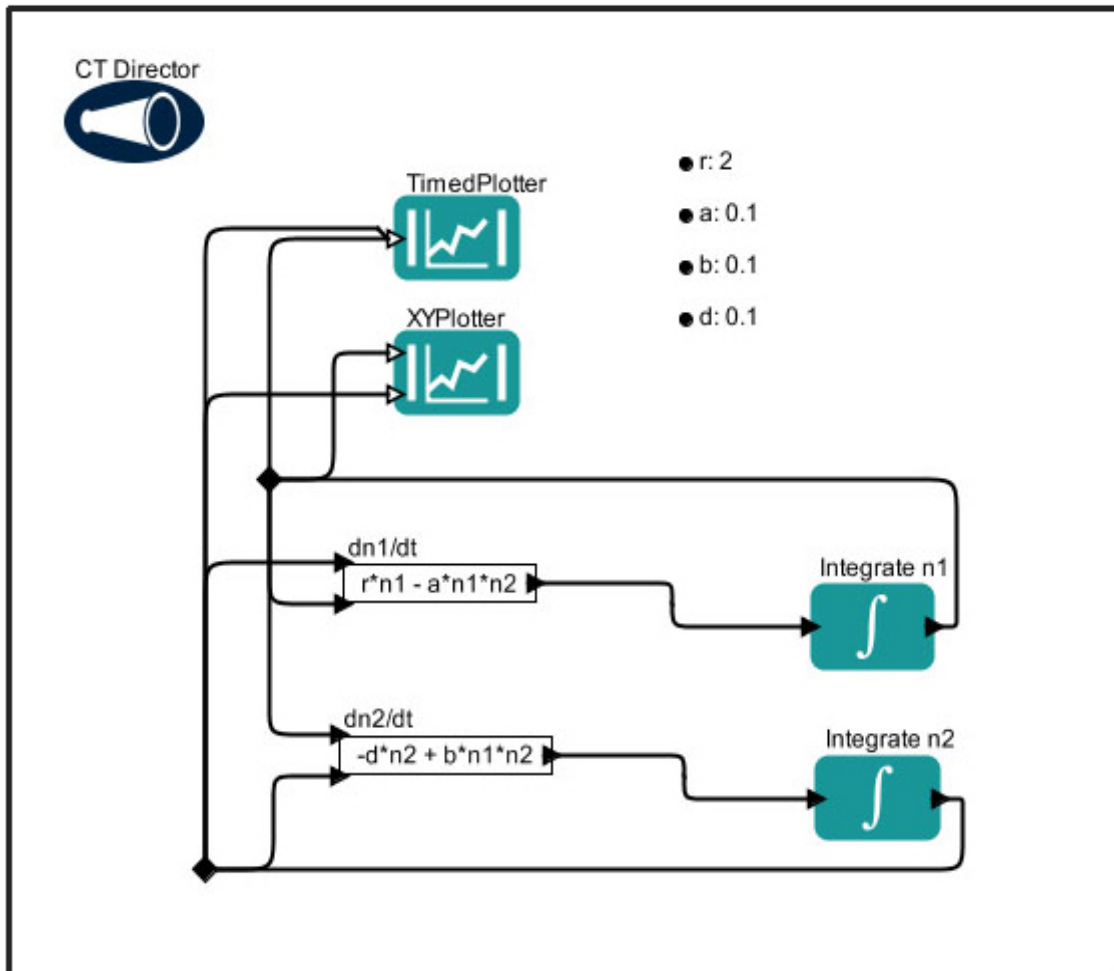 CT Director
TimedPlotter
r: 2
a: 0.1
XYPlotter
b: 0.1
d: 0.1
dn1/dt
r*n1 - a*n1*n2
Integrate n1
∫
dn2/dt
-d*n2 + b*n1*n2
Integrate n2
∫